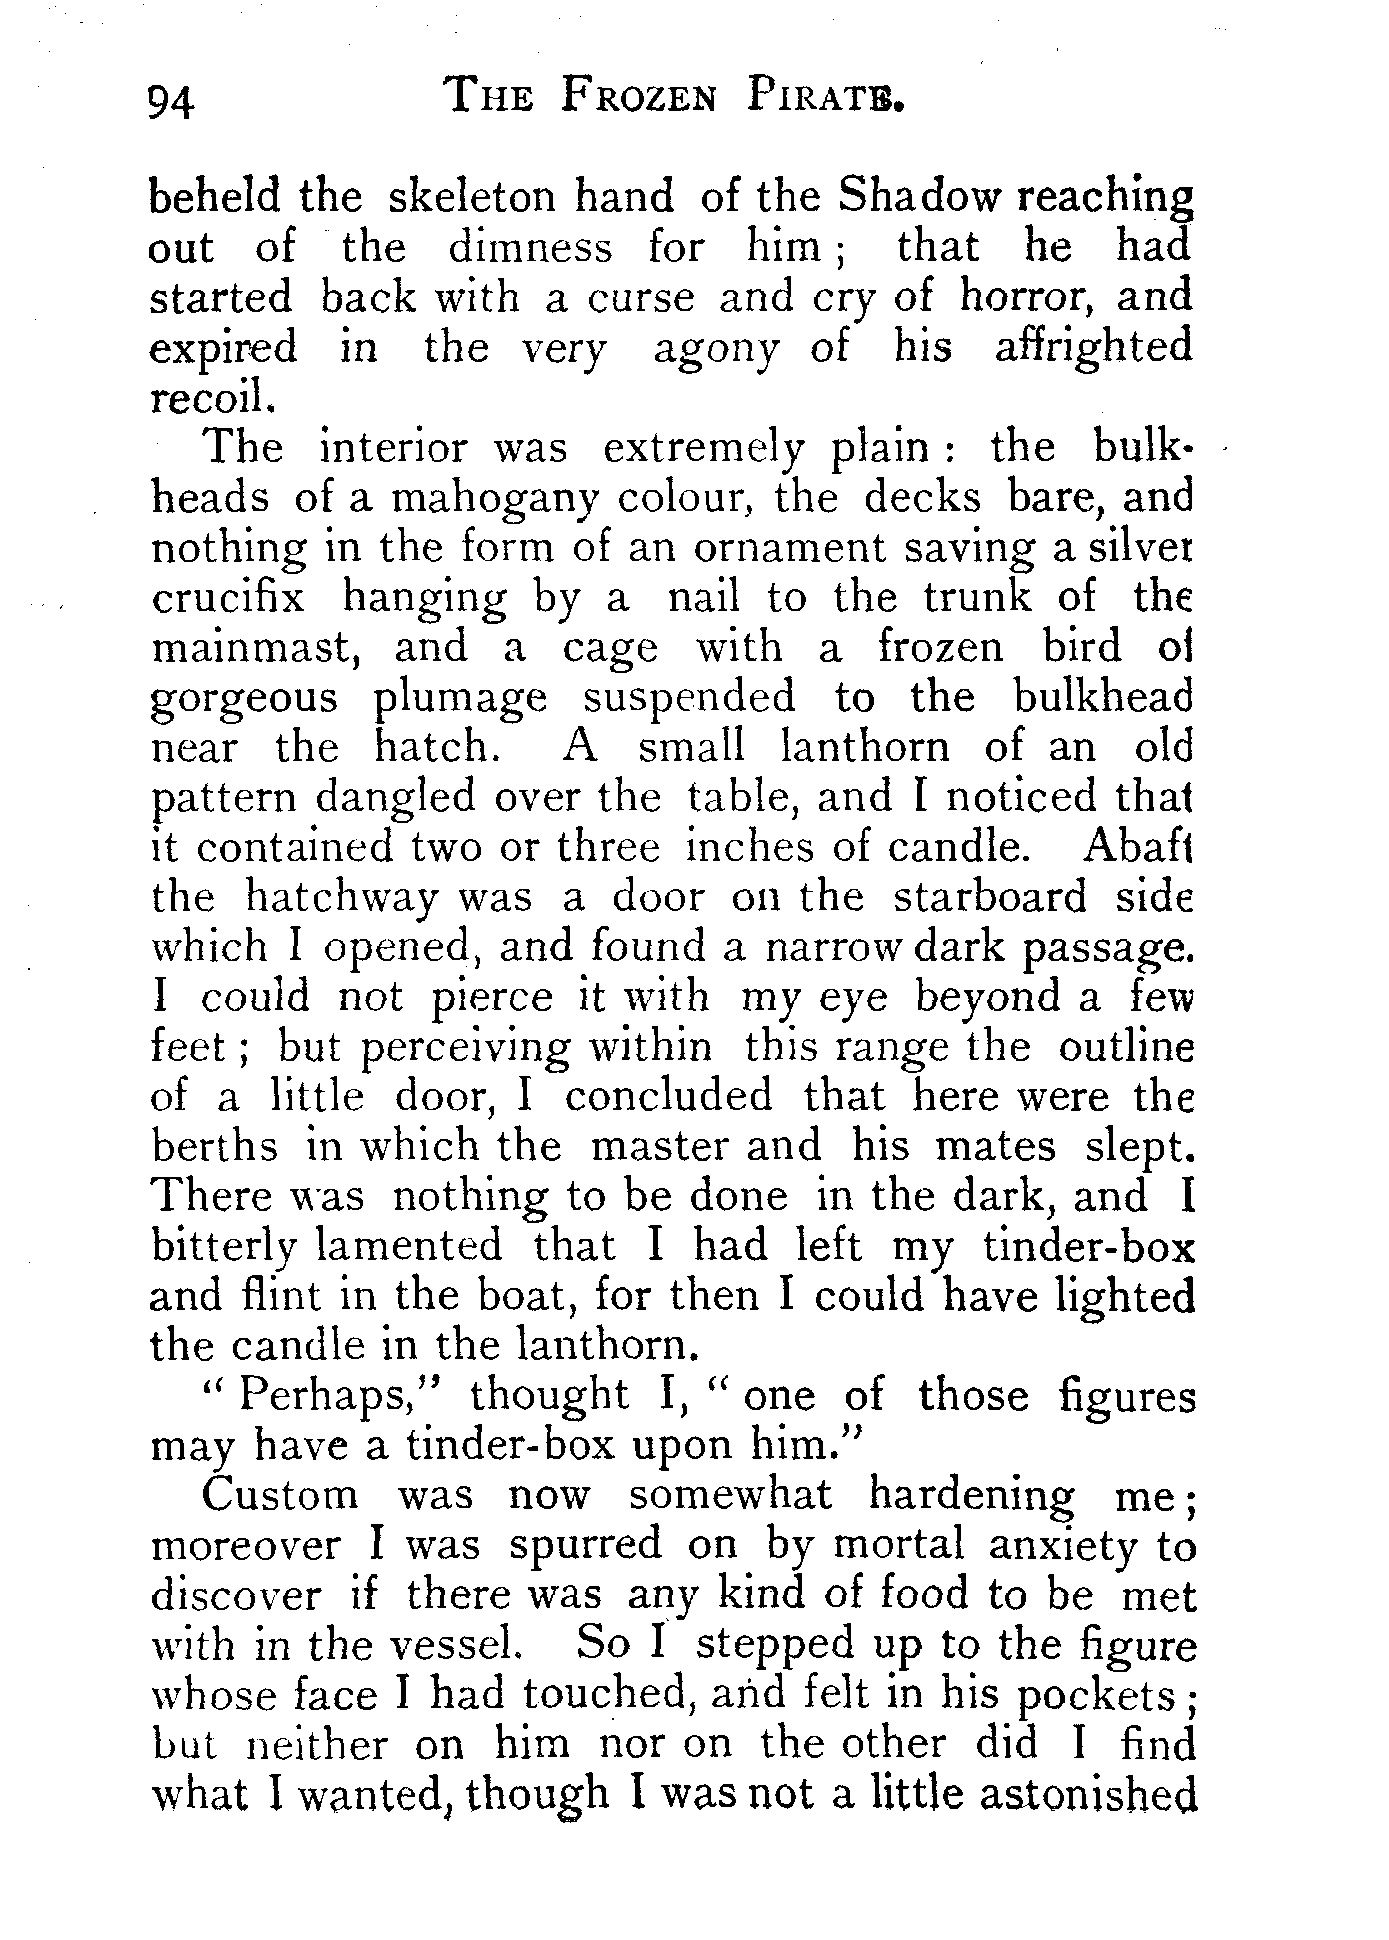 94 THE FROZEN PIRATE.
beheld the skeleton hand of the Shadow reaching
out of the dimness for him ; that he had
started back with a curse and cry of horror, and
expired in the very agony of his affrighted
recoil.
The interior was extremely plain : the bulk-
heads of a mahogany colour, the decks bare, and
nothing in the form of an ornament saving a silver
crucifix hanging by a nail to the trunk of the
mainmast, and a cage with a frozen bird of
gorgeous plumage suspended to the bulkhead
near the hatch. A small lanthorn of an old
pattern dangled over the table, and I noticed that
it contained two or three inches of candle. Abaft
the hatchway was a door on the starboard side
which I opened, and found a narrow dark passage.
I could not pierce it with my eye beyond a few
feet ; but perceiving within this range the outline
of a little door, I concluded that here were the
berths in which the master and his mates slept.
There was nothing to be done in the dark, and I
bitterly lamented that I had left my tinder-box
and flint in the boat, for then I could have lighted
the candle in the lanthorn.
“ Perhaps,” thought I, “ one of those figures
may have a tinder-box upon him.”
Custom was now somewhat hardening me ;
moreover I was spurred on by mortal anxiety to
discover if there was any kind of food to be met
with in the vessel. So I stepped up to the figure
whose face I had touched, and felt in his pockets ;
but neither on him nor on the other did I find
what I wanted, though I was not a little astonished